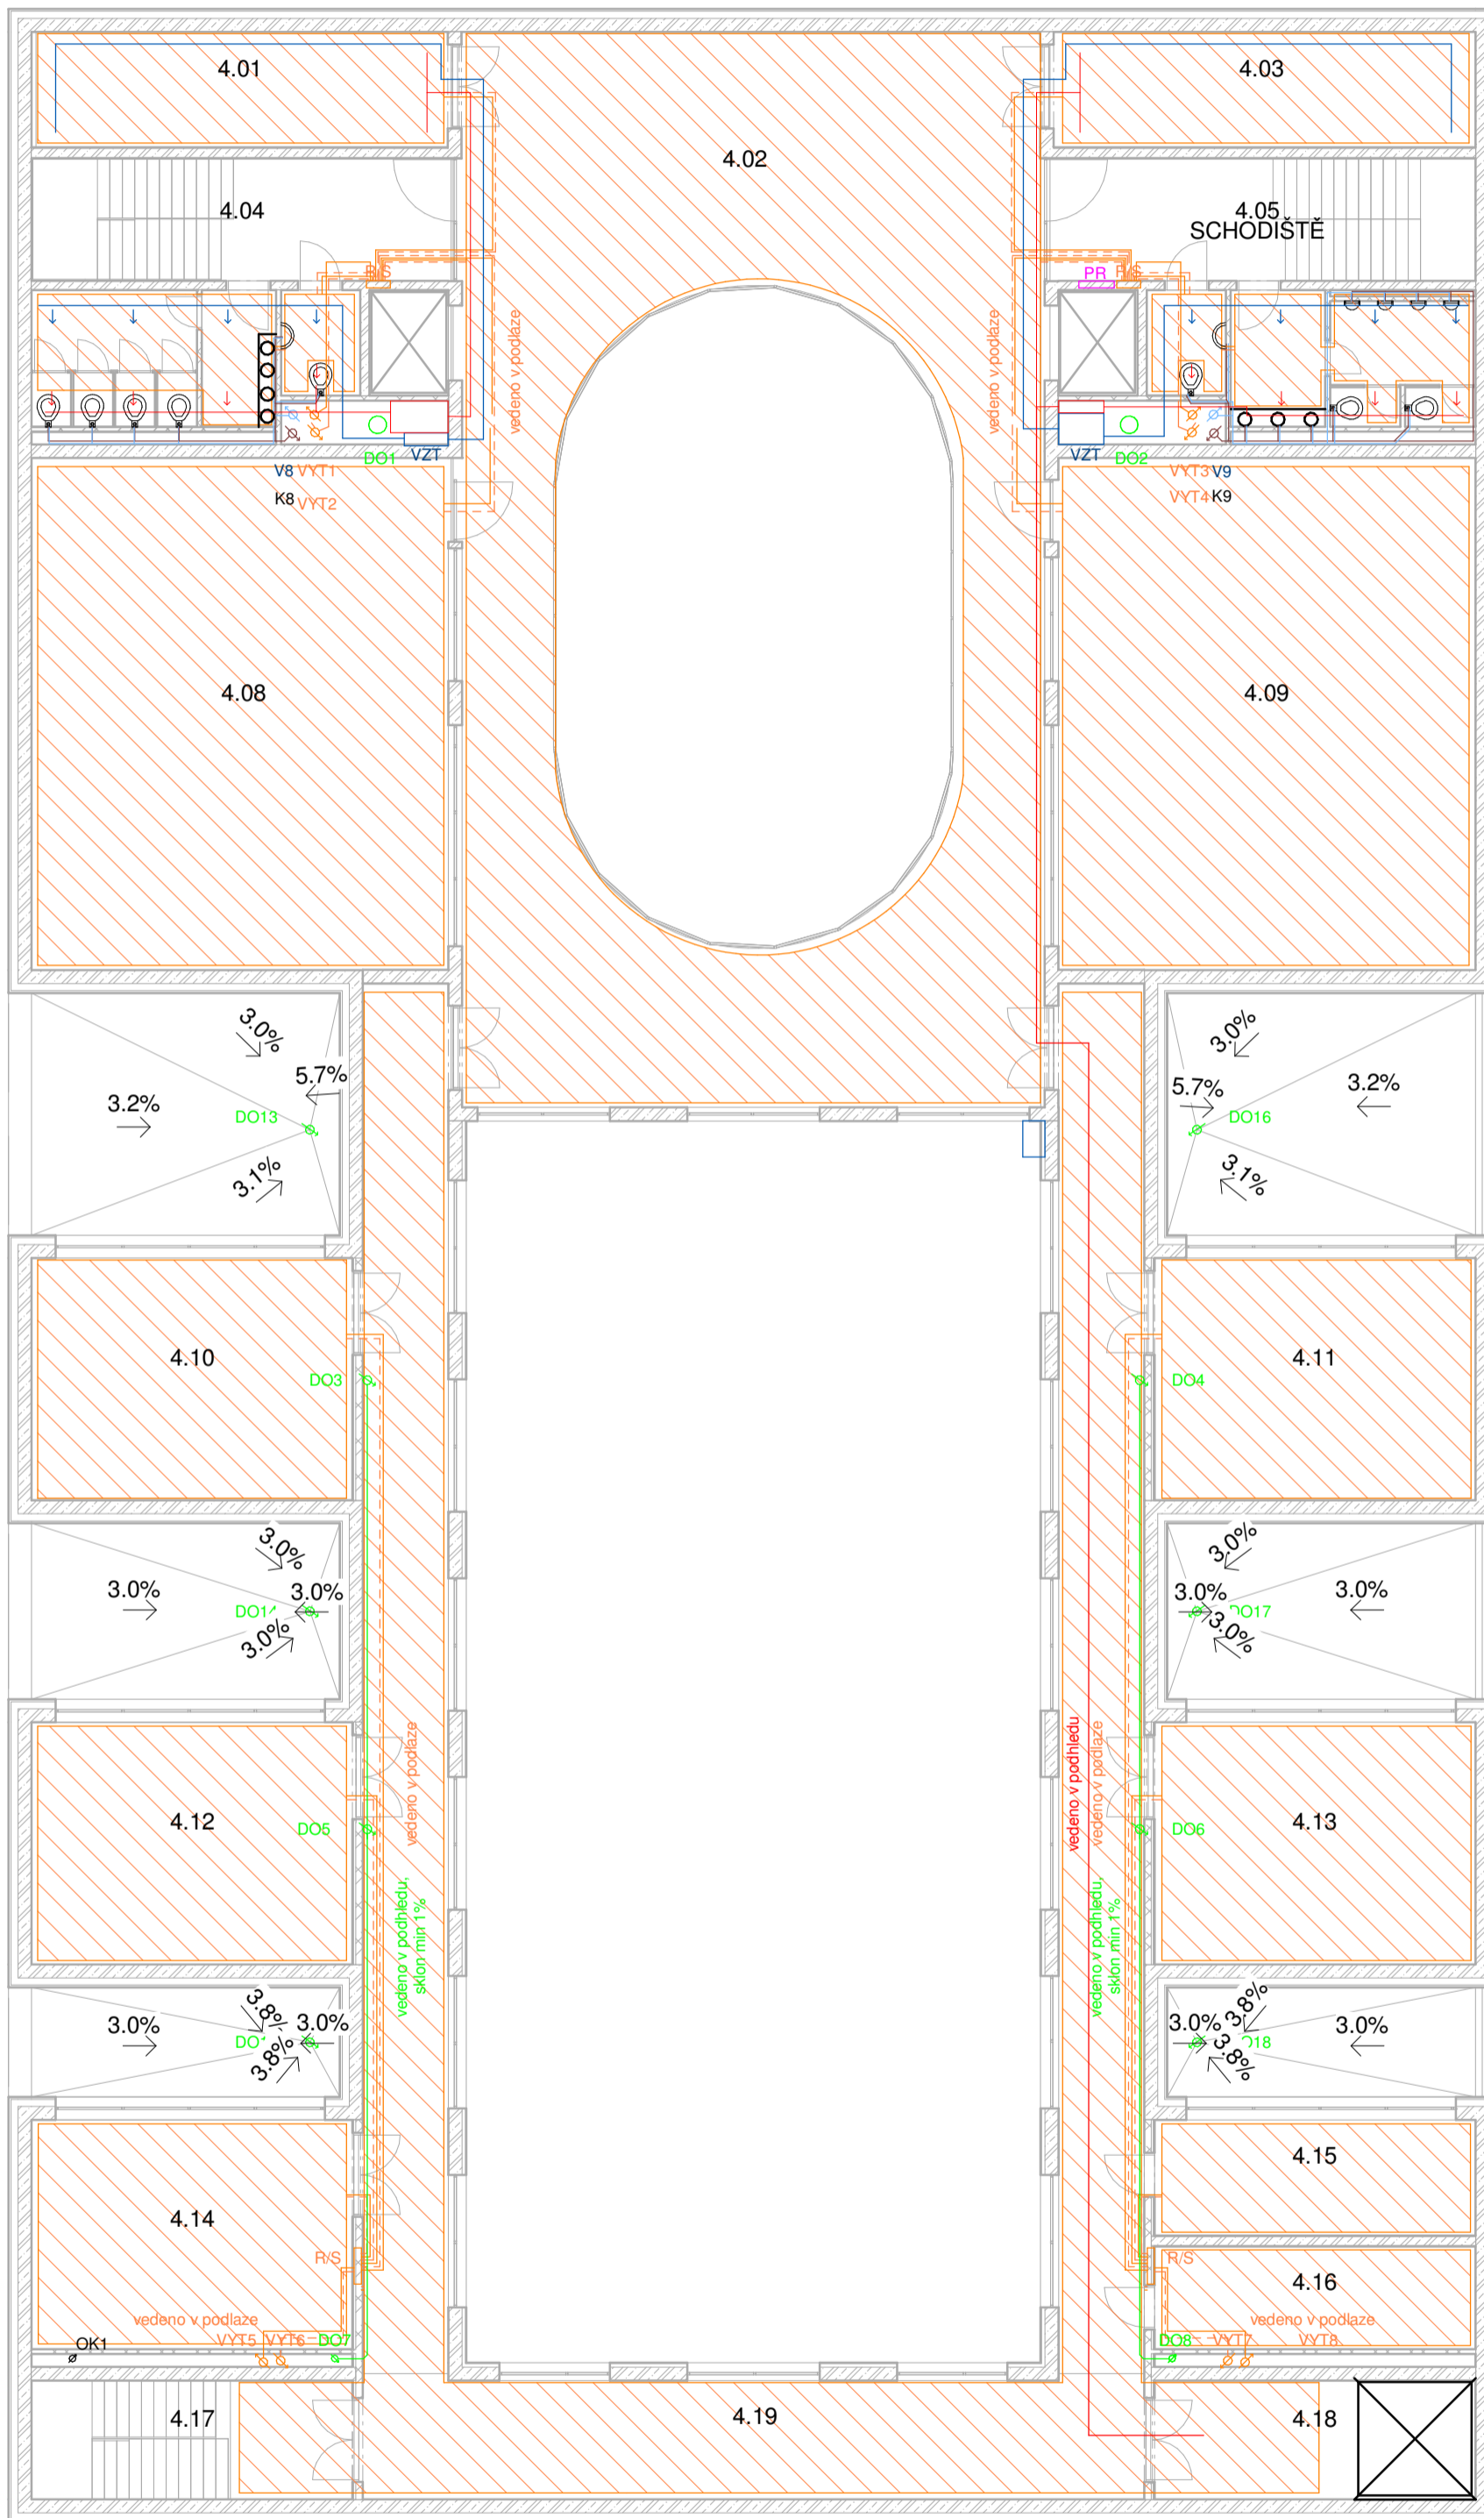 4.01
4.03
4.02
4.04
4.05
SCHODIŠTĚ
R/S
PR
R/S
vedeno v podlaze
vedeno v podlaze
DO1
VZT
VZT
DO2
V8 VYT1
VYT3 V9
K8 VYT2
VYT4 K9
4.08
4.09
3.0%
5.7%
3.2%
DO13
3.1%
3.0%
5.7%
3.2%
DO16
3.1%
4.10
4.11
DO3
DO4
3.0%
3.0%
3.0%
3.0%
3.0%
3.0%
3.0%
DO17
3.0%
vedeno v podlaze
vedeno v podhledu
vedeno v podlaze
4.12
4.13
DO5
DO6
vedeno v podhledu,
sklon min 1%
vedeno v podhledu,
sklon min 1%
3.8%
3.0%
3.0%
3.8%
3.8%
3.0%
3.0%
3.8%
4.15
4.14
R/S
R/S
4.16
vedeno v podlaze
vedeno v podlaze
OK1
VYT5 VYT6 DO7
DO8 VYT7 VYT8
4.17
4.19
4.18